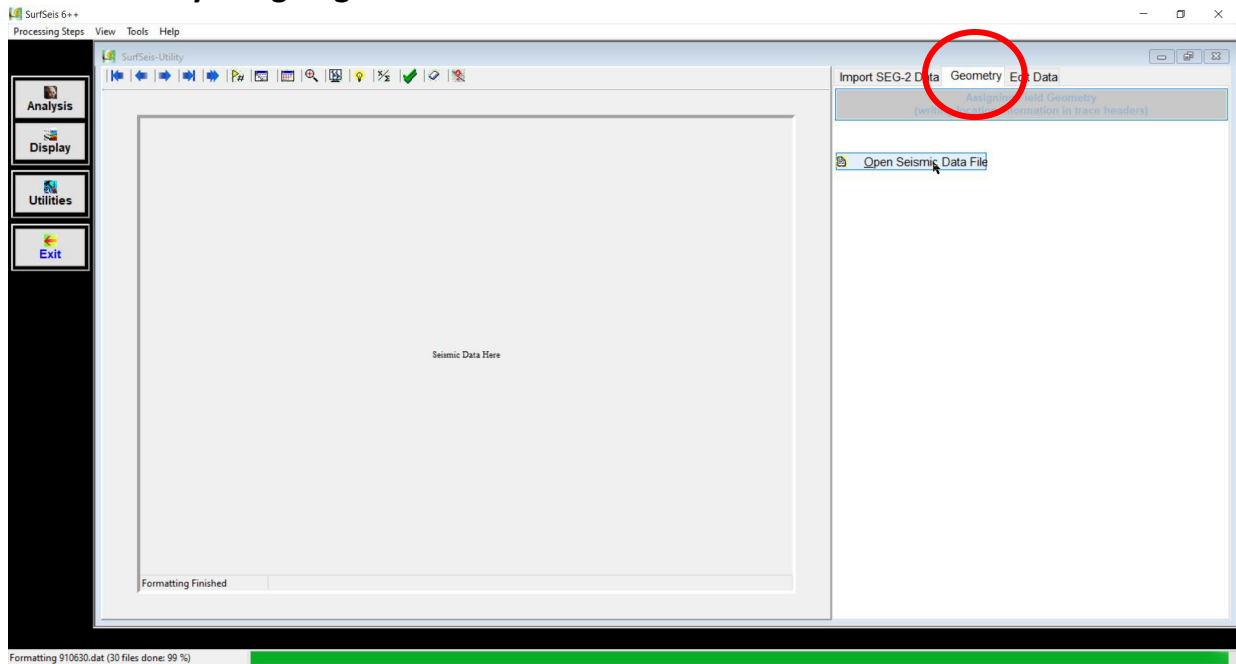 SurfSeis 6++
Processing Steps View Tools Help
SurfSeis-Utility
Import SEG-2 Data Geometry Edit Data
Assigning Field Geometry
(write location information in trace headers)
Analysis
Display
Utilities
Exit
Open Seismic Data File
Seismic Data Here
Formatting Finished
Formatting 910630.dat (30 files done: 99 %)